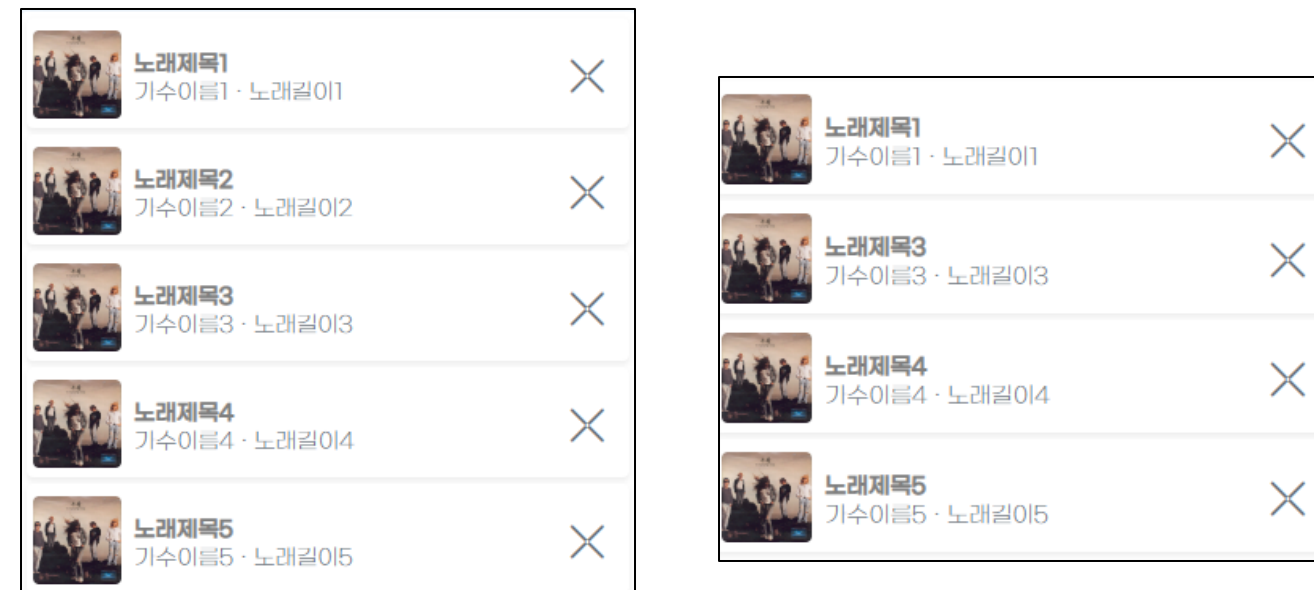 노래제목1
기수이름1 · 노래길이1
노래제목2
기수이름2 · 노래길이2
노래제목3
기수이름3 · 노래길이3
노래제목4
기수이름4 · 노래길이4
노래제목5
기수이름5 · 노래길이5
노래제목1
기수이름1 · 노래길이1
노래제목3
기수이름3 · 노래길이3
노래제목4
기수이름4 · 노래길이4
노래제목5
기수이름5 · 노래길이5